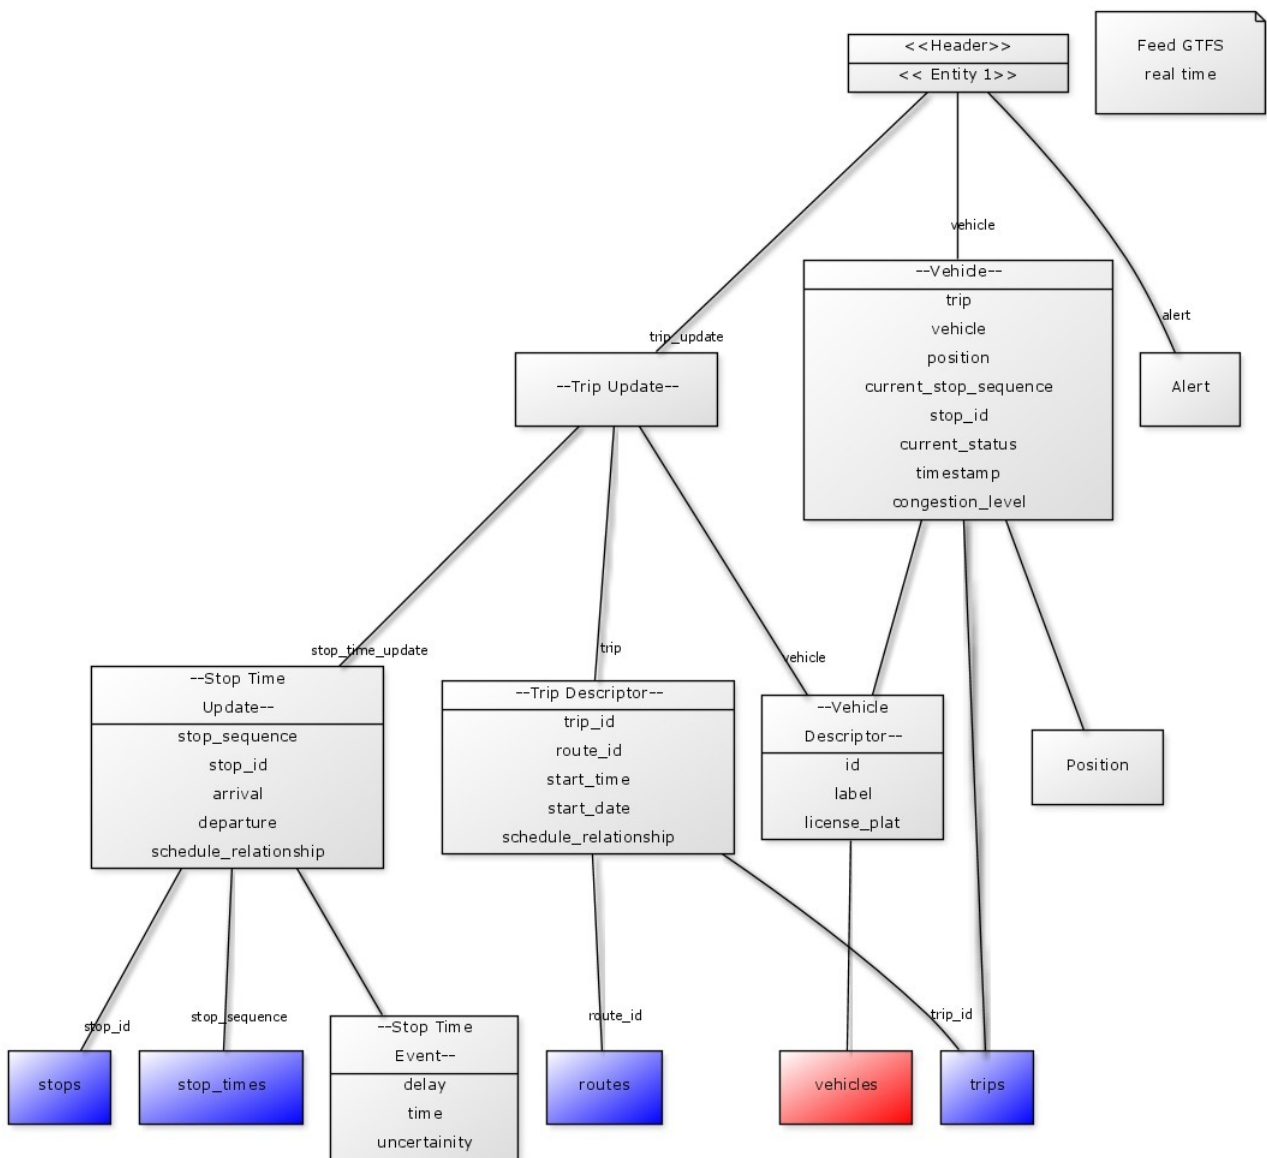 <<Header>>
<< Entity 1>>
Feed GTFS
real time
vehicle
trip_update
alert
--Vehicle--
trip
vehicle
position
current_stop_sequence
stop_id
current_status
timestamp
congestion_level
--Trip Update--
Alert
stop_time_update
trip
vehicle
--Stop Time
Update--
stop_sequence
stop_id
arrival
departure
schedule_relationship
--Trip Descriptor--
trip_id
route_id
start_time
start_date
schedule_relationship
--Vehicle
Descriptor--
id
label
license_plat
Position
stop_id
stop_sequence
route_id
trip_id
stops
stop_times
--Stop Time
Event--
delay
time
uncertainity
routes
vehicles
trips